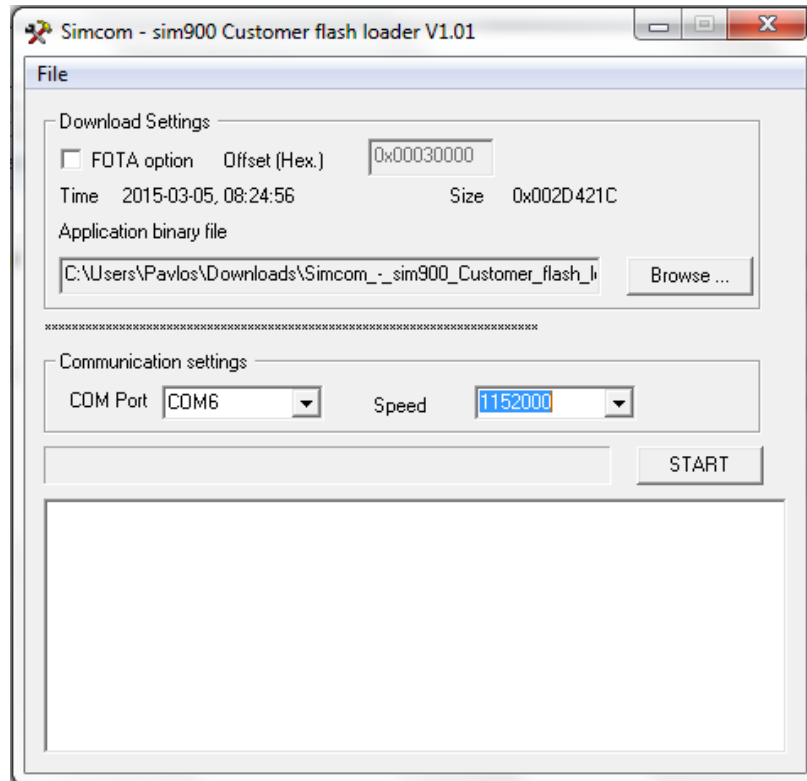 Simcom - sim900 Customer flash loader V1.01
File
Download Settings
FOTA option Offset (Hex.) 0x00030000
Time 2015-03-05, 08:24:56 Size 0x002D421C
Application binary file
C:\Users\Pavlos\Downloads\Simcom_-_sim900_Customer_flash_l Browse ...
Communication settings
COM Port COM6 Speed 1152000
START